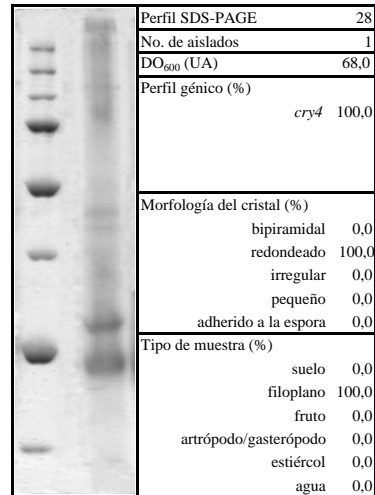 Perfil SDS-PAGE 28
No. de aislados 1
DO600 (UA) 68,0
Perfil génico (%)
cry4 100,0
Morfología del cristal (%)
bipiramidal 0,0
redondeado 100,0
irregular 0,0
pequeño 0,0
adherido a la espora 0,0
Tipo de muestra (%)
suelo 0,0
filoplano 100,0
fruto 0,0
artrópodo/gasterópodo 0,0
estiércol 0,0
agua 0,0